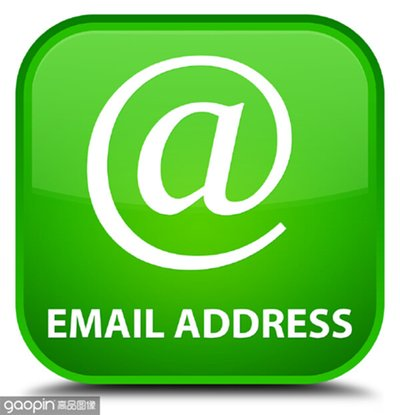 @
EMAIL ADDRESS
gaopin 高品图像